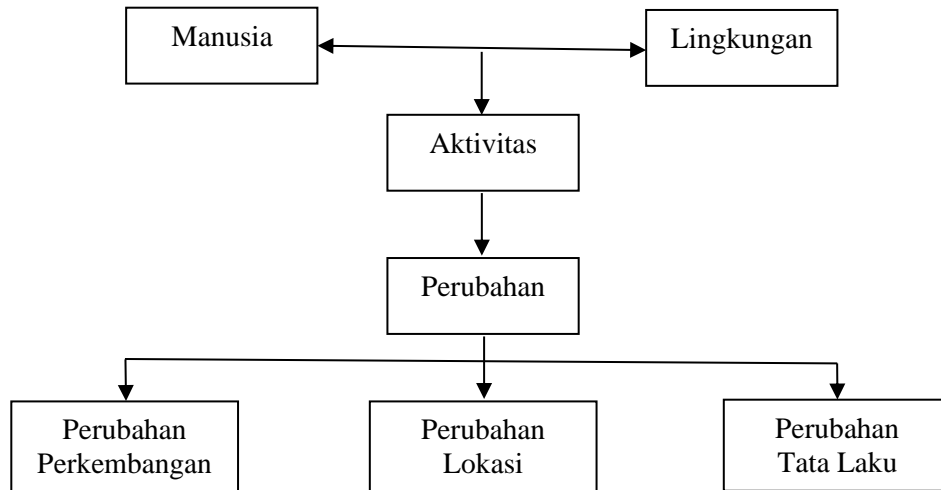 Manusia
Lingkungan
Aktivitas
Perubahan
Perubahan
Perkembangan
Perubahan
Lokasi
Perubahan
Tata Laku